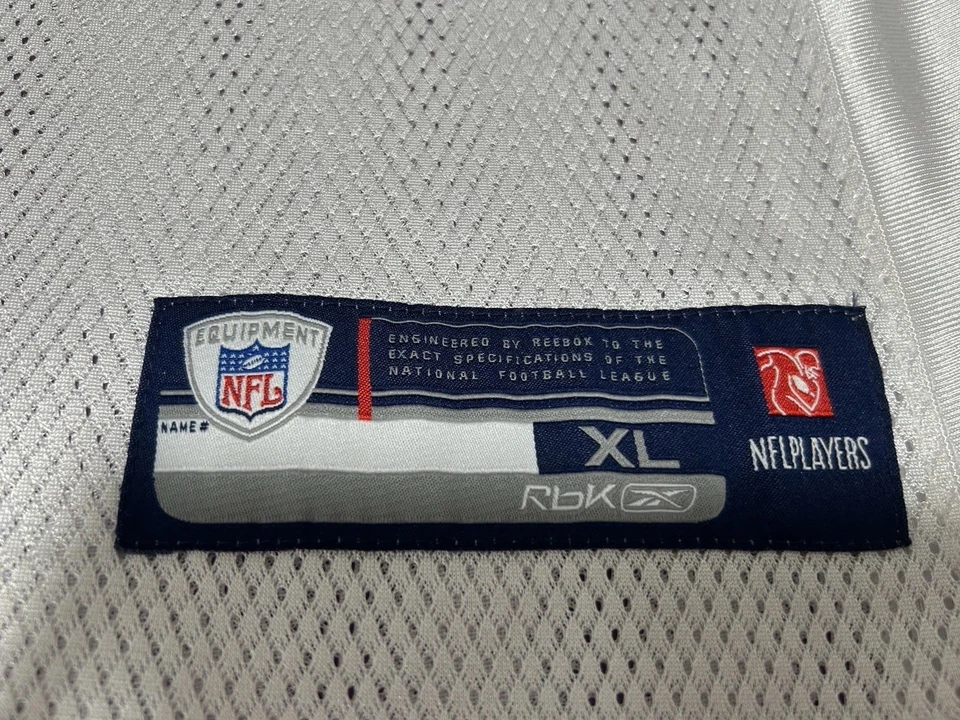 EQUIPMENT
NFL
ENGINEERED BY REEBOK TO THE
EXACT SPECIFICATIONS OF THE
NATIONAL FOOTBALL LEAGUE
NAME#
XL
RbK
NFLPLAYERS